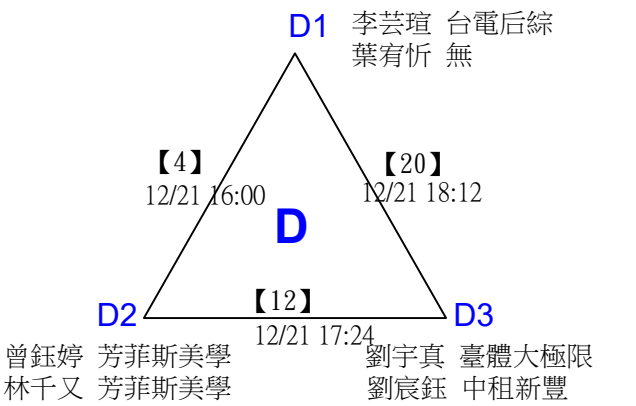 D1
李芸瑄 台電后綜
葉宥忻 無
【4】
12/21 16:00
【20】
12/21 18:12
D
【12】
12/21 17:24
D2
D3
曾鈺婷 芳菲斯美學
林千又 芳菲斯美學
劉宇真 臺體大極限
劉宸鈺 中租新豐